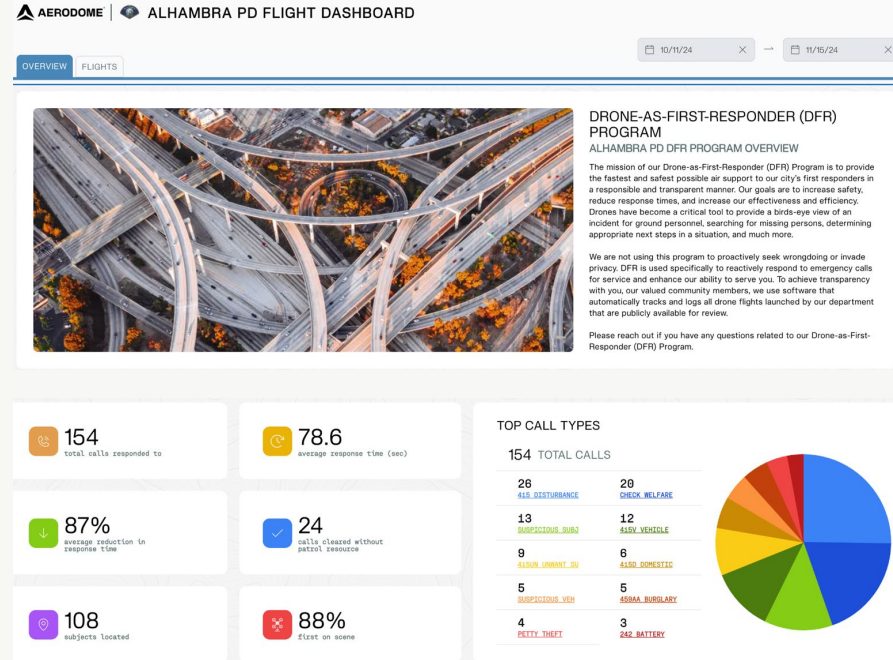 AERODOME
ALHAMBRA PD FLIGHT DASHBOARD
10/11/24
11/15/24
OVERVIEW
FLIGHTS
DRONE-AS-FIRST-RESPONDER (DFR)
PROGRAM
ALHAMBRA PD DFR PROGRAM OVERVIEW
The mission of our Drone-as-First-Responder (DFR) Program is to provide
the fastest and safest possible air support to our city's first responders in
a responsible and transparent manner. Our goals are to increase safety,
reduce response times, and increase our effectiveness and efficiency.
Drones have become a critical tool to provide a birds-eye view of an
incident for ground personnel, searching for missing persons, determining
appropriate next steps in a situation, and much more.
We are not using this program to proactively seek wrongdoing or invade
privacy. DFR is used specifically to reactively respond to emergency calls
for service and enhance our ability to serve you. To achieve transparency
with you, our valued community members, we use software that
automatically tracks and logs all drone flights launched by our department
that are publicly available for review.
Please reach out if you have any questions related to our Drone-as-First-
Responder (DFR) Program.
154
total calls responded to
78.6
average response time (sec)
87%
average reduction in
response time
24
calls cleared without
patrol resource
108
subjects located
88%
first on scene
TOP CALL TYPES
154 TOTAL CALLS
26
415 DISTURBANCE
20
CHECK WELFARE
13
SUSPICIOUS SUBJ
12
415V VEHICLE
9
415UN UNWANT SU
6
415D DOMESTIC
5
SUSPICIOUS VEH
5
459AA BURGLARY
4
PETTY THEFT
3
242 BATTERY